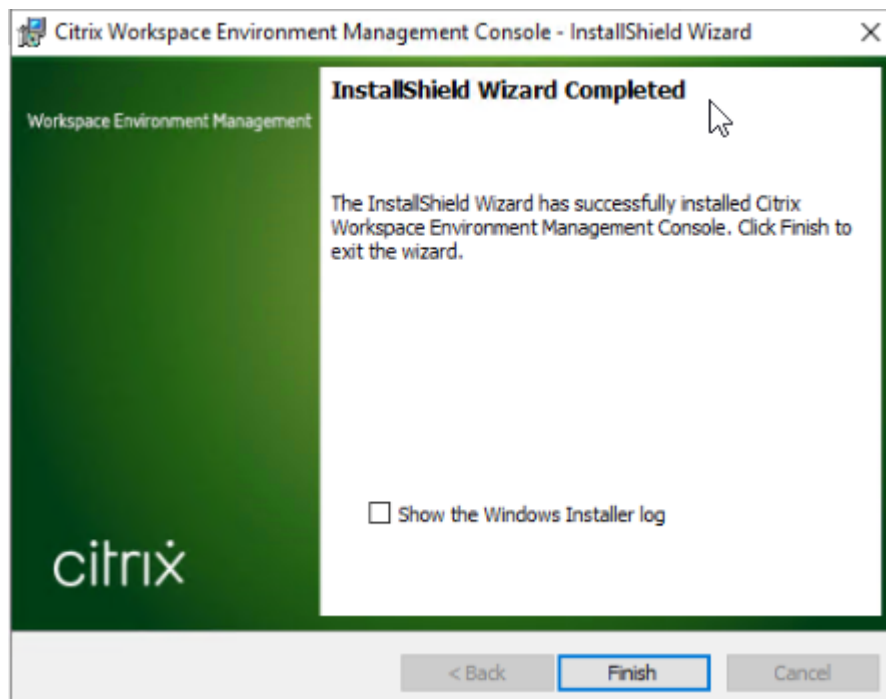 Citrix Workspace Environment Management Console - InstallShield Wizard
Workspace Environment Management
InstallShield Wizard Completed
The InstallShield Wizard has successfully installed Citrix
Workspace Environment Management Console. Click Finish to
exit the wizard.
Show the Windows Installer log
citrix
< Back
Finish
Cancel